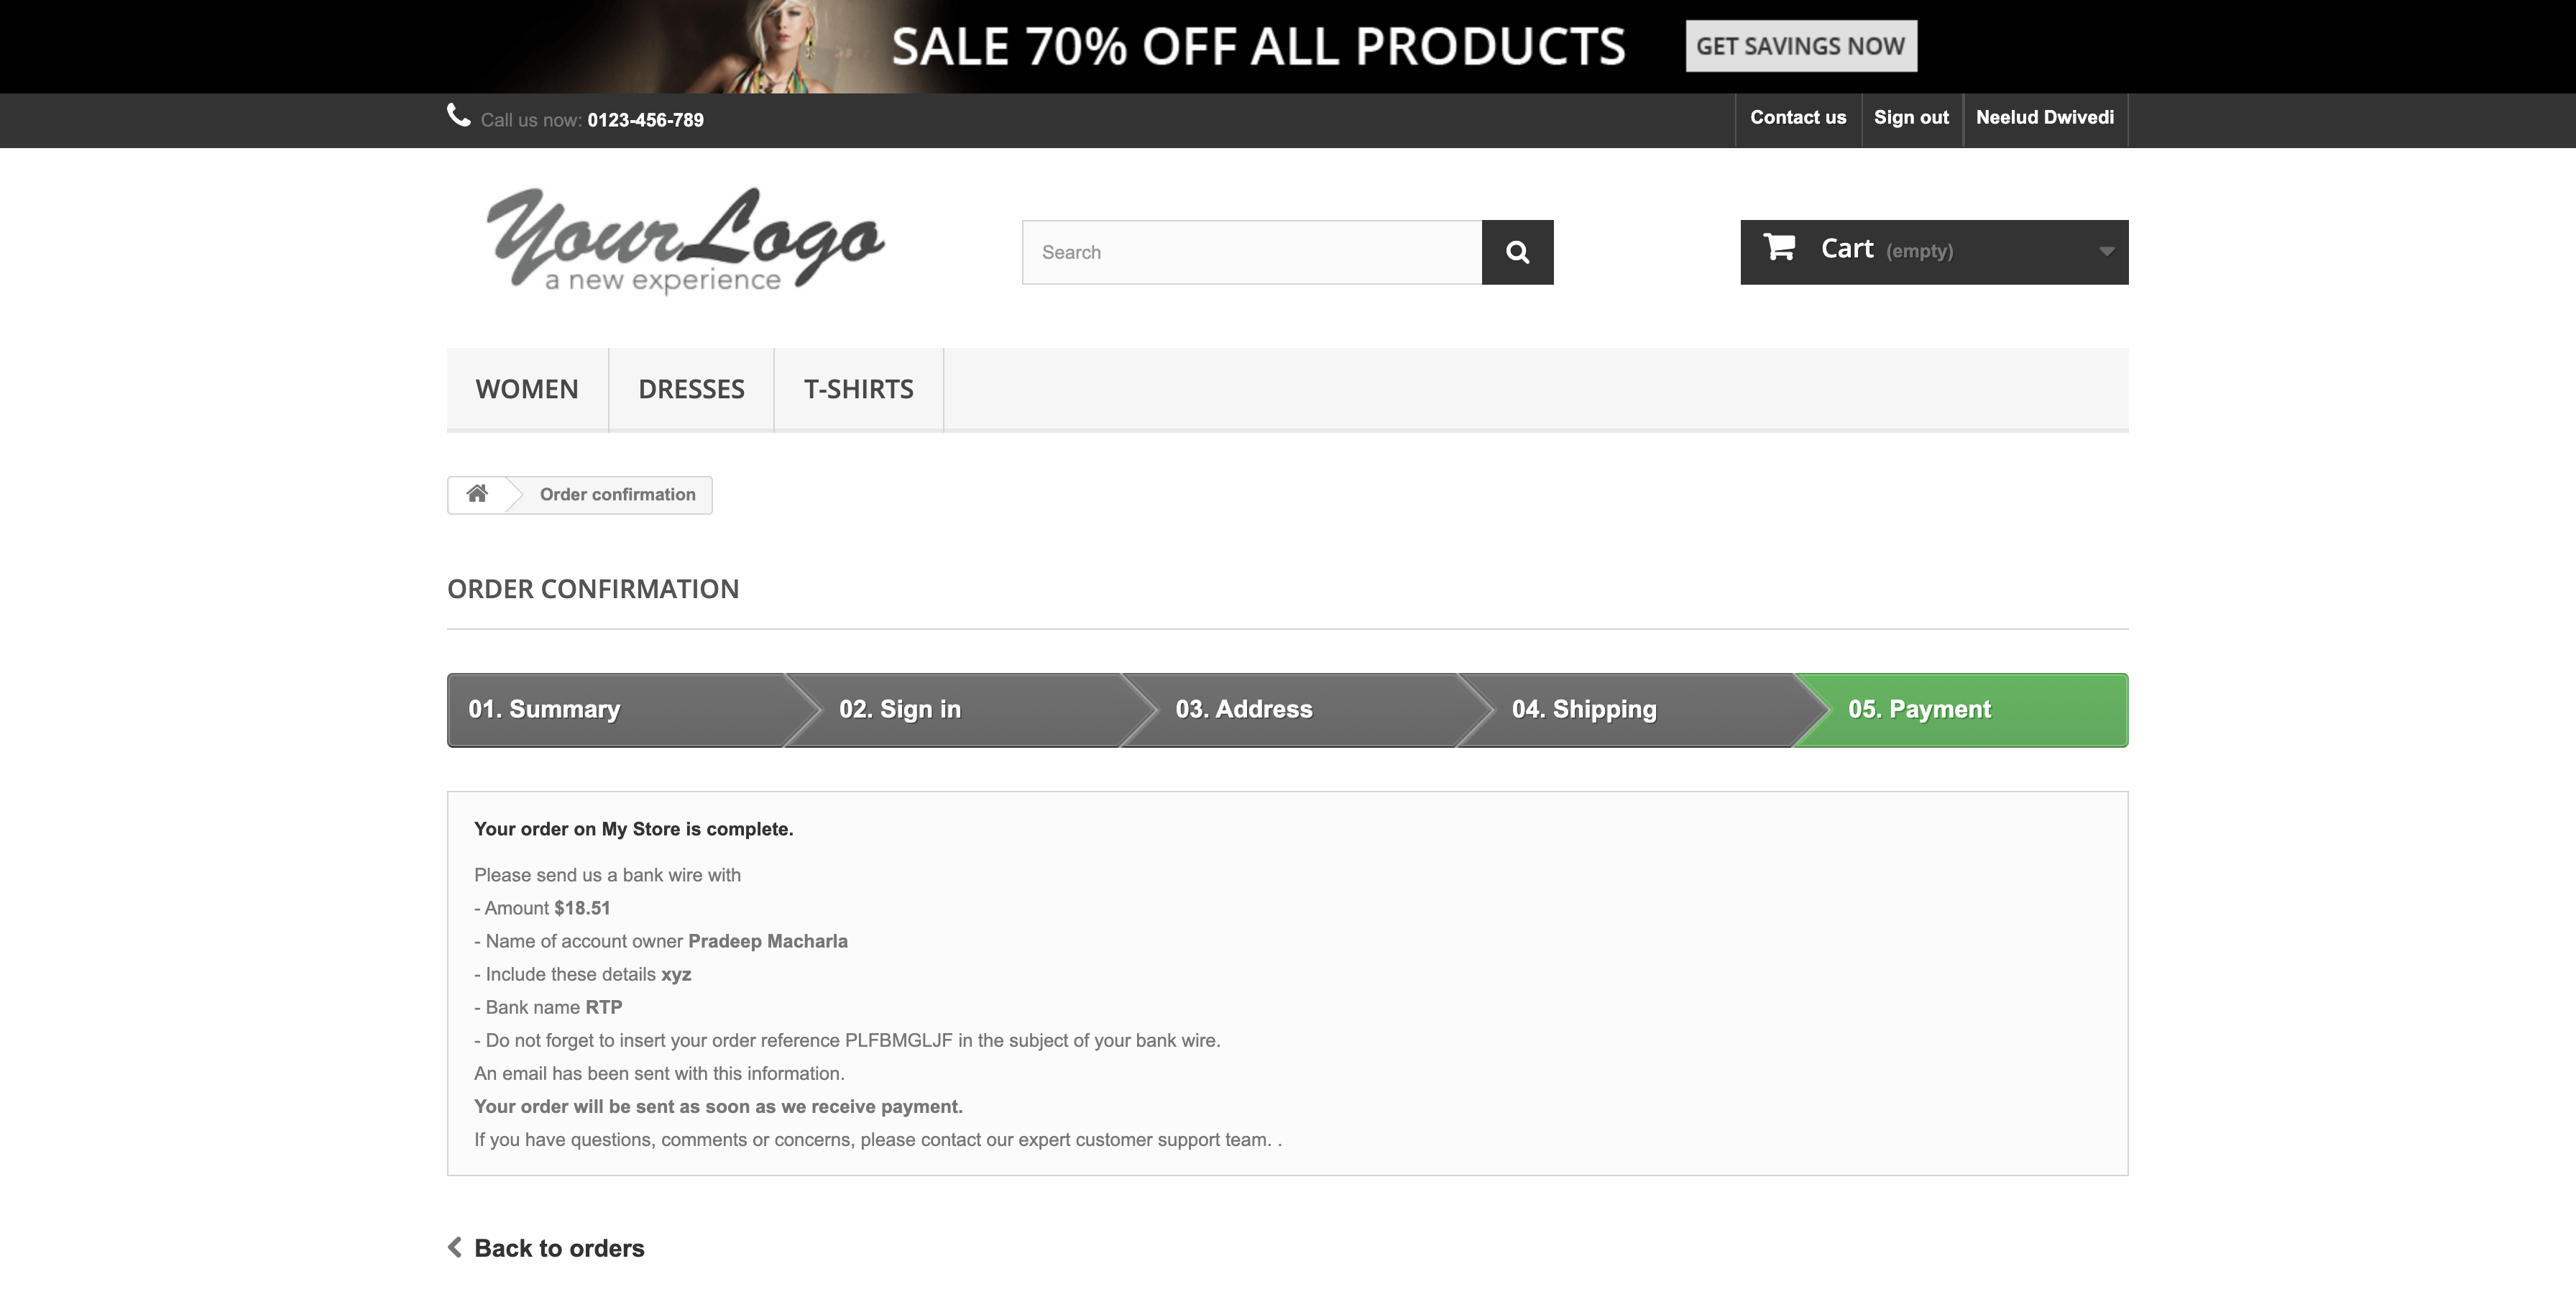 SALE 70% OFF ALL PRODUCTS GET SAVINGS NOW
Call us now: 0123-456-789 Contact us Sign out Neelud Dwivedi
YourLogo
a new experience
Search
Cart (empty)
WOMEN DRESSES T-SHIRTS
Order confirmation
ORDER CONFIRMATION
01. Summary 02. Sign in 03. Address 04. Shipping 05. Payment
Your order on My Store is complete.
Please send us a bank wire with
- Amount $18.51
- Name of account owner Pradeep Macharla
- Include these details xyz
- Bank name RTP
- Do not forget to insert your order reference PLFBMGLJF in the subject of your bank wire.
An email has been sent with this information.
Your order will be sent as soon as we receive payment.
If you have questions, comments or concerns, please contact our expert customer support team. .
Back to orders